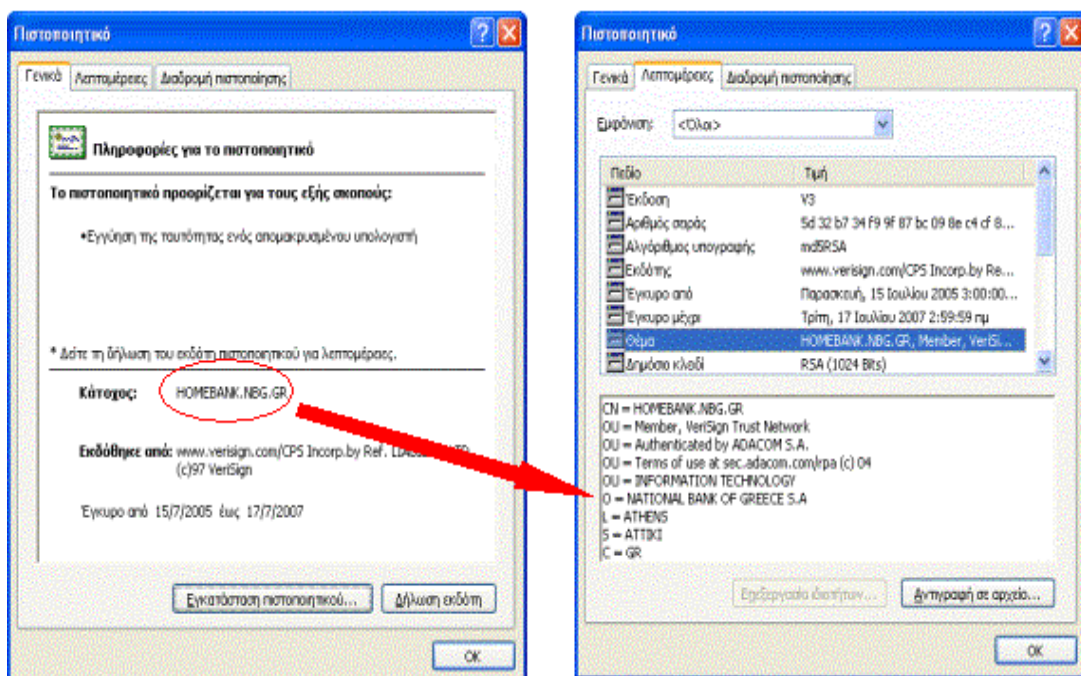 Πιστοποιητικό
Γενικά Λεπτομέρειες Διαδρομή πιστοποίησης
Πληροφορίες για το πιστοποιητικό
Το πιστοποιητικό προορίζεται για τους εξής σκοπούς:
•Εγγύηση της ταυτότητας ενός απομακρυσμένου υπολογιστή
* Δείτε τη δήλωση του εκδότη πιστοποιητικού για λεπτομέρειες.
Κάτοχος: HOMEBANK.NBG.GR
Εκδόθηκε από: www.verisign.com/CPS Incorp.by Ref.
(c)97 VeriSign
Έγκυρο από 15/7/2005 έως 17/7/2007
Εγκατάσταση πιστοποιητικού... Δήλωση εκδότη
OK
Πιστοποιητικό
Γενικά Λεπτομέρειες Διαδρομή πιστοποίησης
Εμφάνιση: <Όλοι>
Πεδίο Τιμή
Έκδοση V3
Αριθμός σειράς 5d 32 b7 34 f9 9f 87 bc 09 8e c4 cf 8...
Αλγόριθμος υπογραφής md5RSA
Εκδότης www.verisign.com/CPS Incorp.by Re...
Έγκυρο από Παρασκευή, 15 Ιουλίου 2005 3:00:00...
Έγκυρο μέχρι Τρίτη, 17 Ιουλίου 2007 2:59:59 πμ
Θέμα HOMEBANK.NBG.GR, Member, VeriSi...
Δημόσιο κλειδί RSA (1024 Bits)
CN = HOMEBANK.NBG.GR
OU = Member, VeriSign Trust Network
OU = Authenticated by ADACOM S.A.
OU = Terms of use at sec.adacom.com/rpa (c) 04
OU = INFORMATION TECHNOLOGY
O = NATIONAL BANK OF GREECE S.A
L = ATHENS
S = ATTIKI
C = GR
Επεξεργασία ιδιοτήτων... Αντιγραφή σε αρχείο...
OK